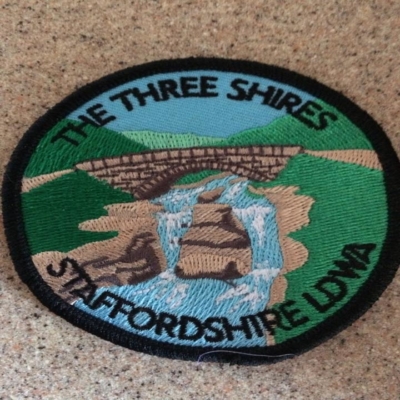 THE THREE SHIRES
STAFFORDSHIRE LDWA